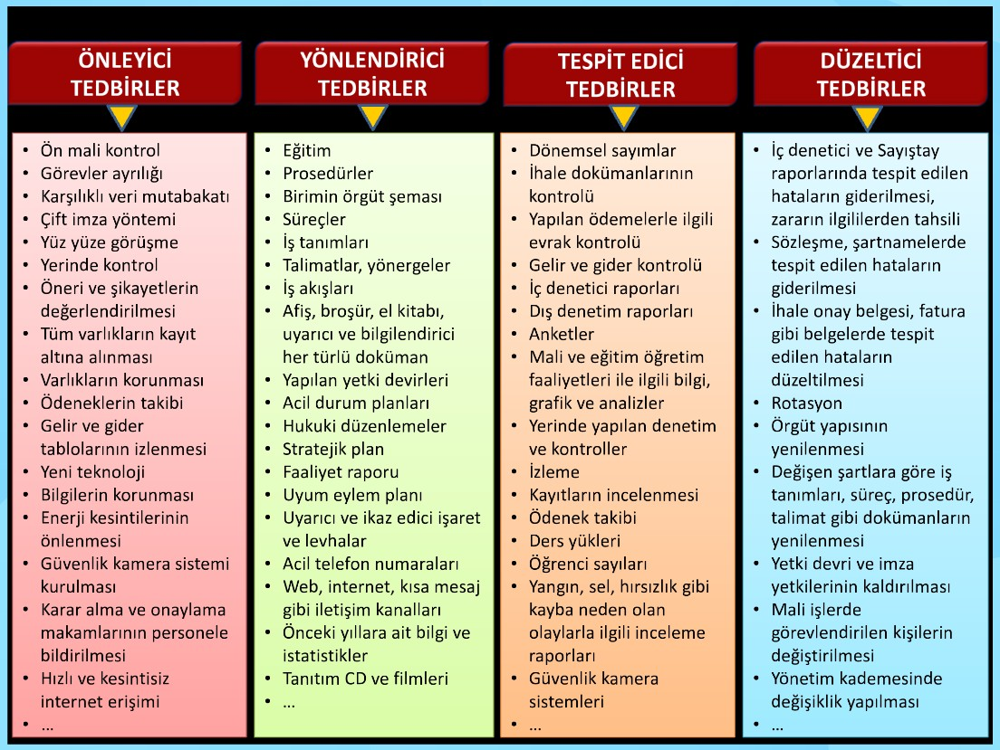 ÖNLEYİCİ
TEDBİRLER
• Ön mali kontrol
• Görevler ayrılığı
• Karşılıklı veri mutabakatı
• Çift imza yöntemi
• Yüz yüze görüşme
• Yerinde kontrol
• Öneri ve şikayetlerin
değerlendirilmesi
• Tüm varlıkların kayıt
altına alınması
• Varlıkların korunması
• Ödeneklerin takibi
• Gelir ve gider
tablolarının izlenmesi
• Yeni teknoloji
• Bilgilerin korunması
• Enerji kesintilerinin
önlenmesi
• Güvenlik kamera sistemi
kurulması
• Karar alma ve onaylama
makamlarının personele
bildirilmesi
• Hızlı ve kesintisiz
internet erişimi
• …
YÖNLENDİRİCİ
TEDBİRLER
• Eğitim
• Prosedürler
• Birimin örgüt şeması
• Süreçler
• İş tanımları
• Talimatlar, yönergeler
• İş akışları
• Afiş, broşür, el kitabı,
uyarıcı ve bilgilendirici
her türlü doküman
• Yapılan yetki devirleri
• Acil durum planları
• Hukuki düzenlemeler
• Stratejik plan
• Faaliyet raporu
• Uyum eylem planı
• Uyarıcı ve ikaz edici işaret
ve levhalar
• Acil telefon numaraları
• Web, internet, kısa mesaj
gibi iletişim kanalları
• Önceki yıllara ait bilgi ve
istatistikler
• Tanıtım CD ve filmleri
• …
TESPİT EDİCİ
TEDBİRLER
• Dönemsel sayımlar
• İhale dokümanlarının
kontrolü
• Yapılan ödemelerle ilgili
evrak kontrolü
• Gelir ve gider kontrolü
• İç denetici raporları
• Dış denetim raporları
• Anketler
• Mali ve eğitim öğretim
faaliyetleri ile ilgili bilgi,
grafik ve analizler
• Yerinde yapılan denetim
ve kontroller
• İzleme
• Kayıtların incelenmesi
• Ödenek takibi
• Ders yükleri
• Öğrenci sayıları
• Yangın, sel, hırsızlık gibi
kayba neden olan
olaylarla ilgili inceleme
raporları
• Güvenlik kamera
sistemleri
• …
DÜZELTİCİ
TEDBİRLER
• İç denetici ve Sayıştay
raporlarında tespit edilen
hataların giderilmesi,
zararın ilgililerden tahsili
• Sözleşme, şartnamelerde
tespit edilen hataların
giderilmesi
• İhale onay belgesi, fatura
gibi belgelerde tespit
edilen hataların
düzeltilmesi
• Rotasyon
• Örgüt yapısının
yenilenmesi
• Değişen şartlara göre iş
tanımları, süreç, prosedür,
talimat gibi dokümanların
yenilenmesi
• Yetki devri ve imza
yetkilerinin kaldırılması
• Mali işlerde
görevlendirilen kişilerin
değiştirilmesi
• Yönetim kademesinde
değişiklik yapılması
• …